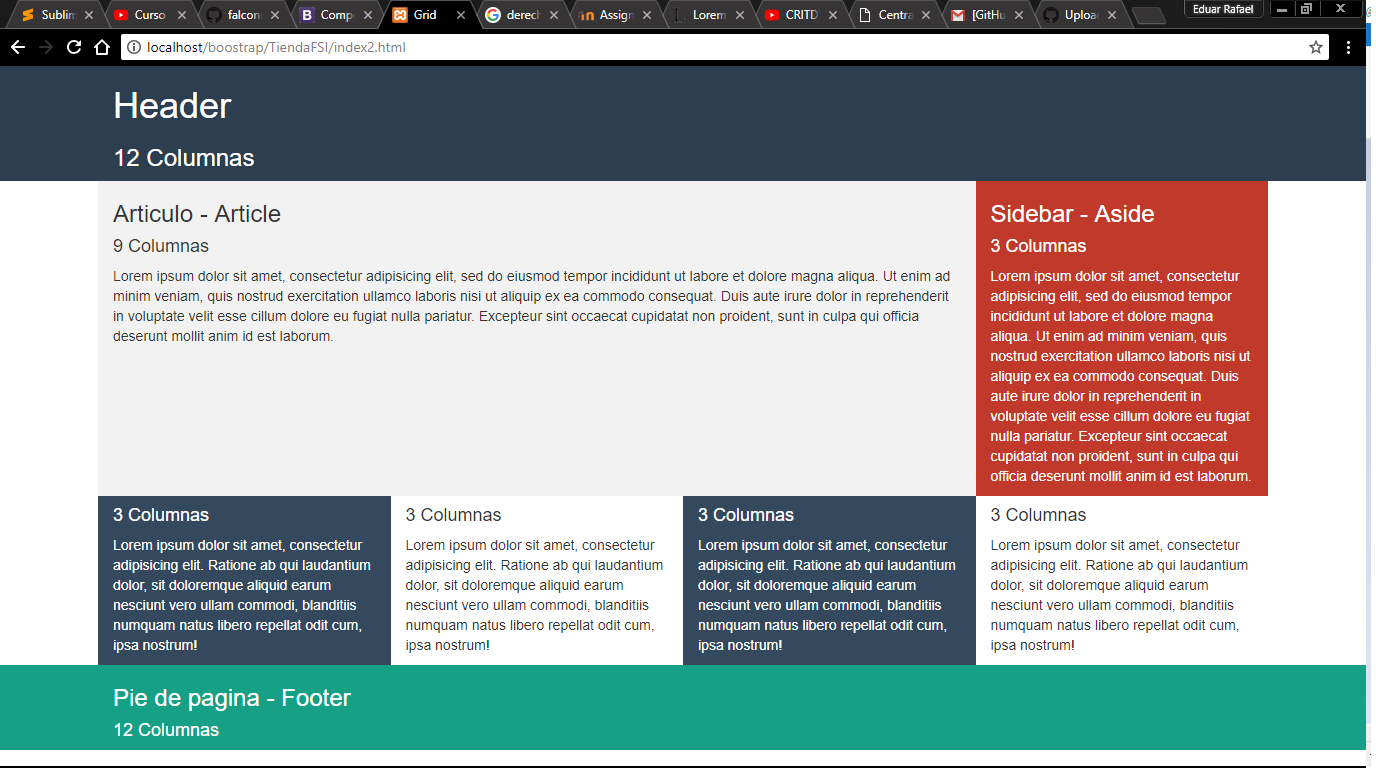 Sublim
Curso
falcon
Comp
Grid
derech
Assign
Lorem
CRITD
Centra
[GitHu
Uploa
Eduar Rafael
localhost/boostrap/TiendaFSI/index2.html
Header
12 Columnas
Articulo - Article
9 Columnas
Lorem ipsum dolor sit amet, consectetur adipisicing elit, sed do eiusmod tempor incididunt ut labore et dolore magna aliqua. Ut enim ad
minim veniam, quis nostrud exercitation ullamco laboris nisi ut aliquip ex ea commodo consequat. Duis aute irure dolor in reprehenderit
in voluptate velit esse cillum dolore eu fugiat nulla pariatur. Excepteur sint occaecat cupidatat non proident, sunt in culpa qui officia
deserunt mollit anim id est laborum.
Sidebar - Aside
3 Columnas
Lorem ipsum dolor sit amet, consectetur
adipisicing elit, sed do eiusmod tempor
incididunt ut labore et dolore magna
aliqua. Ut enim ad minim veniam, quis
nostrud exercitation ullamco laboris nisi ut
aliquip ex ea commodo consequat. Duis
aute irure dolor in reprehenderit in
voluptate velit esse cillum dolore eu fugiat
nulla pariatur. Excepteur sint occaecat
cupidatat non proident, sunt in culpa qui
officia deserunt mollit anim id est laborum.
3 Columnas
Lorem ipsum dolor sit amet, consectetur
adipisicing elit. Ratione ab qui laudantium
dolor, sit doloremque aliquid earum
nesciunt vero ullam commodi, blanditiis
numquam natus libero repellat odit cum,
ipsa nostrum!
3 Columnas
Lorem ipsum dolor sit amet, consectetur
adipisicing elit. Ratione ab qui laudantium
dolor, sit doloremque aliquid earum
nesciunt vero ullam commodi, blanditiis
numquam natus libero repellat odit cum,
ipsa nostrum!
3 Columnas
Lorem ipsum dolor sit amet, consectetur
adipisicing elit. Ratione ab qui laudantium
dolor, sit doloremque aliquid earum
nesciunt vero ullam commodi, blanditiis
numquam natus libero repellat odit cum,
ipsa nostrum!
3 Columnas
Lorem ipsum dolor sit amet, consectetur
adipisicing elit. Ratione ab qui laudantium
dolor, sit doloremque aliquid earum
nesciunt vero ullam commodi, blanditiis
numquam natus libero repellat odit cum,
ipsa nostrum!
Pie de pagina - Footer
12 Columnas